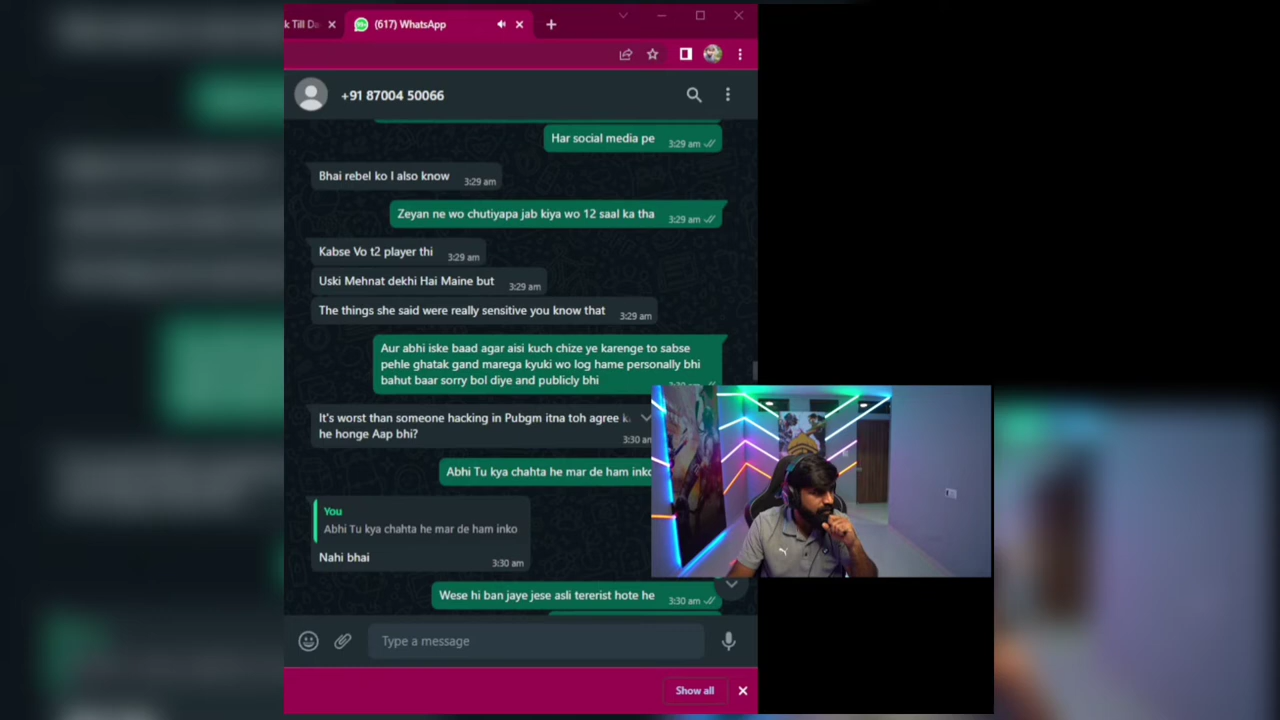 k Till Da
(617) WhatsApp
+91 87004 50066
Har social media pe
3:29 am
Bhai rebel ko I also know
3:29 am
Zeyan ne wo chutiyapa jab kiya wo 12 saal ka tha
3:29 am
Kabse Vo t2 player thi
3:29 am
Uski Mehnat dekhi Hai Maine but
3:29 am
The things she said were really sensitive you know that
3:29 am
Aur abhi iske baad agar aisi kuch chize ye karenge to sabse
pehle ghatak gand marega kyuki wo log hame personally bhi
bahut baar sorry bol diye and publicly bhi
It's worst than someone hacking in Pubgm itna toh agree k
he honge Aap bhi?
3:30 am
Abhi Tu kya chahta he mar de ham inko
You
Abhi Tu kya chahta he mar de ham inko
Nahi bhai
3:30 am
Wese hi ban jaye jese asli tererist hote he
3:30 am
Type a message
Show all